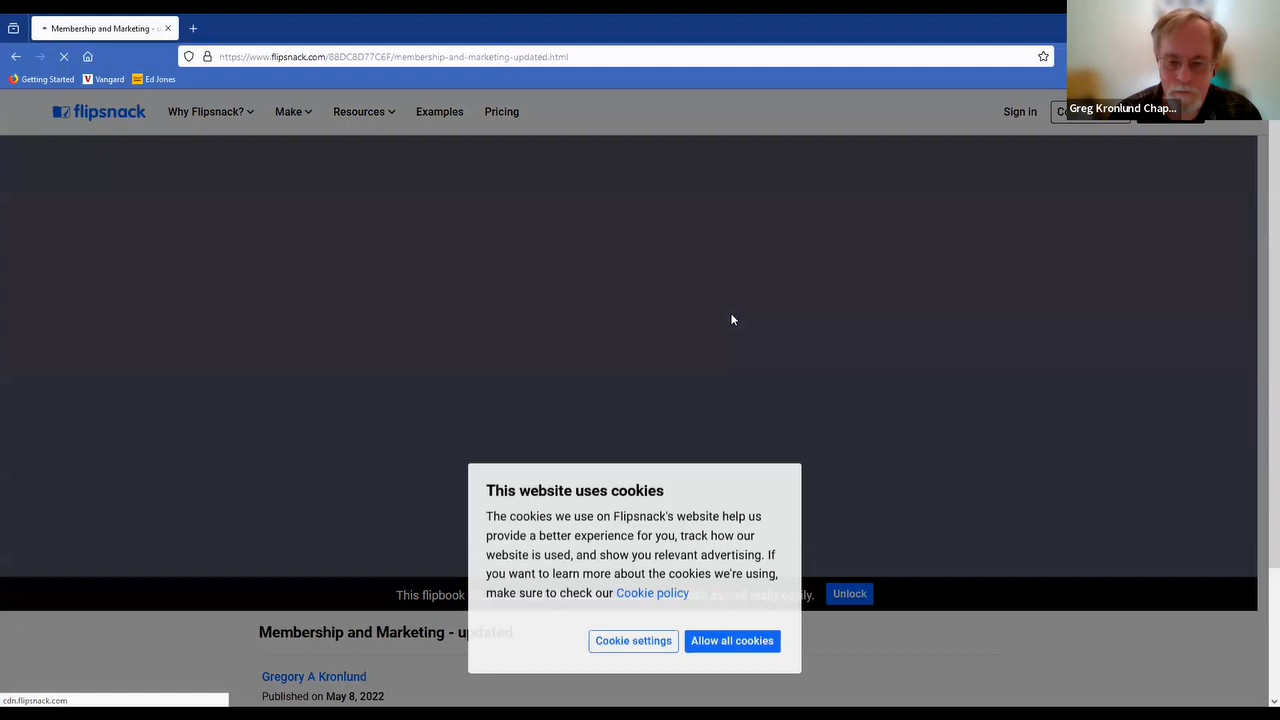 Membership and Marketing - u
https://www.flipsnack.com/88DC8D77C6F/membership-and-marketing-updated.html
Getting Started
Vangard
Ed Jones
Greg Kronlund Chap...
flipsnack
Why Flipsnack?
Make
Resources
Examples
Pricing
Sign in
This website uses cookies
The cookies we use on Flipsnack's website help us
provide a better experience for you, track how our
website is used, and show you relevant advertising. If
you want to learn more about the cookies we're using,
make sure to check our Cookie policy
This flipbook
as well really easily.
Unlock
Cookie settings
Allow all cookies
Membership and Marketing - updated
Gregory A Kronlund
Published on May 8, 2022
cdn.flipsnack.com